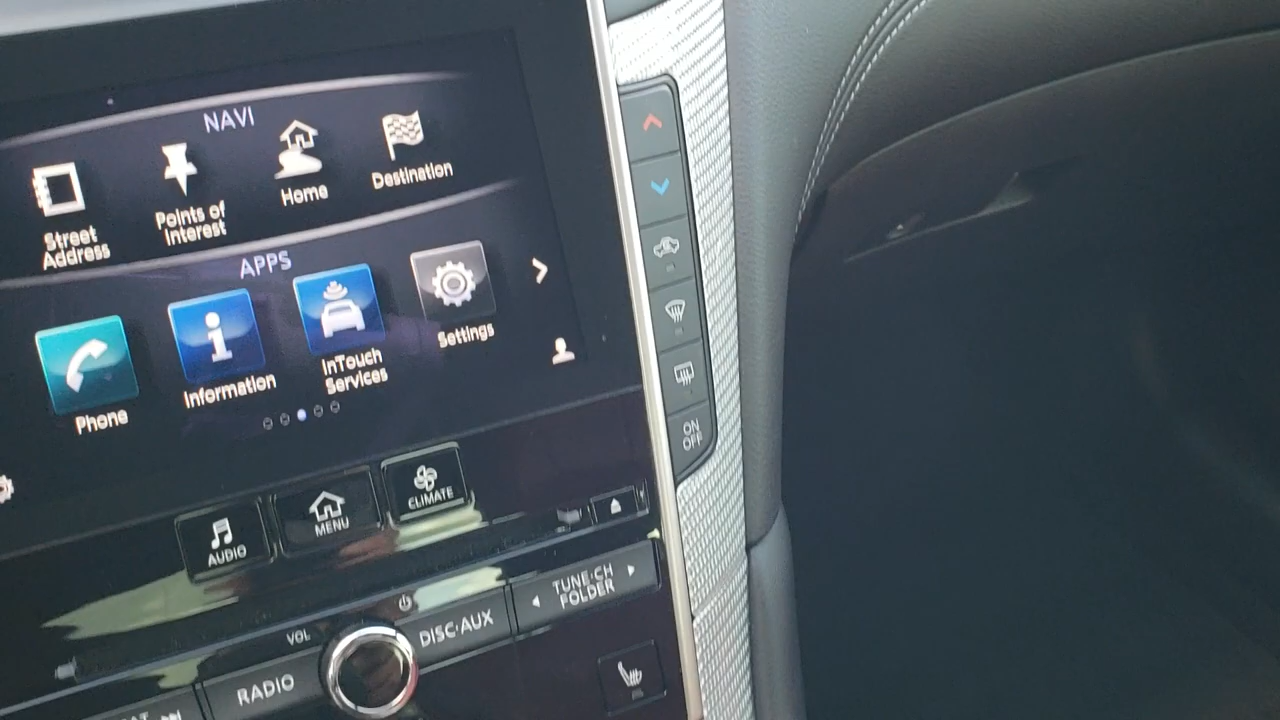 NAVI
Street
Address
Points of
Interest
Home
Destination
APPS
Phone
Information
InTouch
Services
Settings
AUDIO
MENU
CLIMATE
ON
OFF
VOL
RADIO
DISC·AUX
TUNE·CH
FOLDER